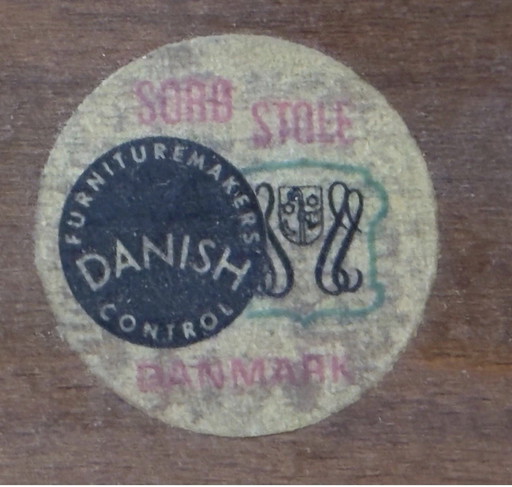 SORØ
STOLE
FURNITUREMAKERS
DANISH
CONTROL
DANMARK